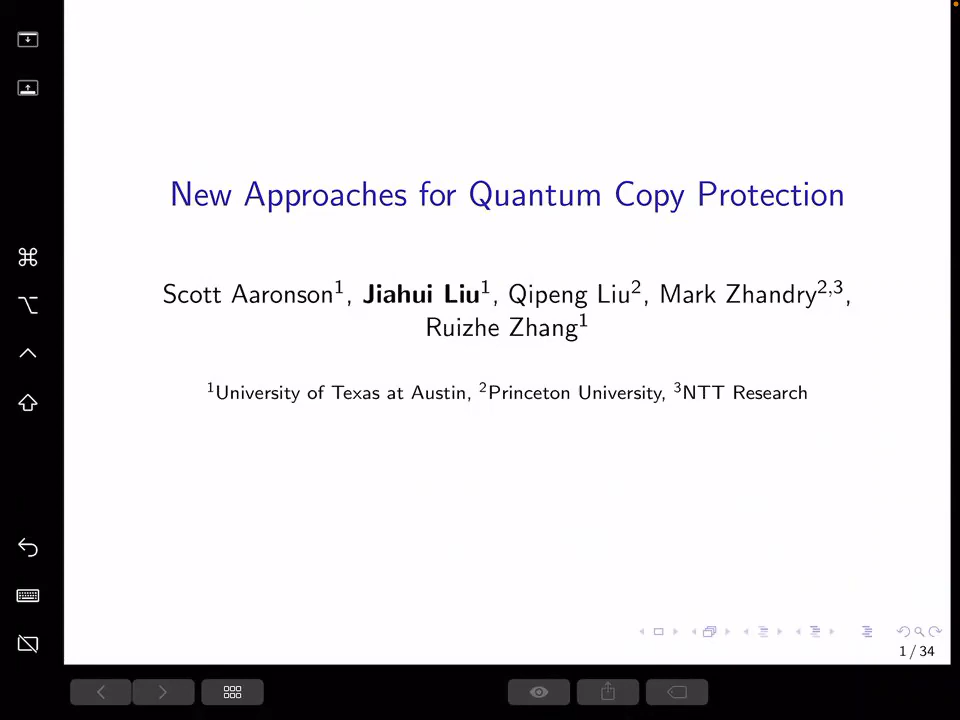 New Approaches for Quantum Copy Protection
Scott Aaronson¹, Jiahui Liu¹, Qipeng Liu², Mark Zhandry²,³,
Ruizhe Zhang¹
¹University of Texas at Austin, ²Princeton University, ³NTT Research
1 / 34